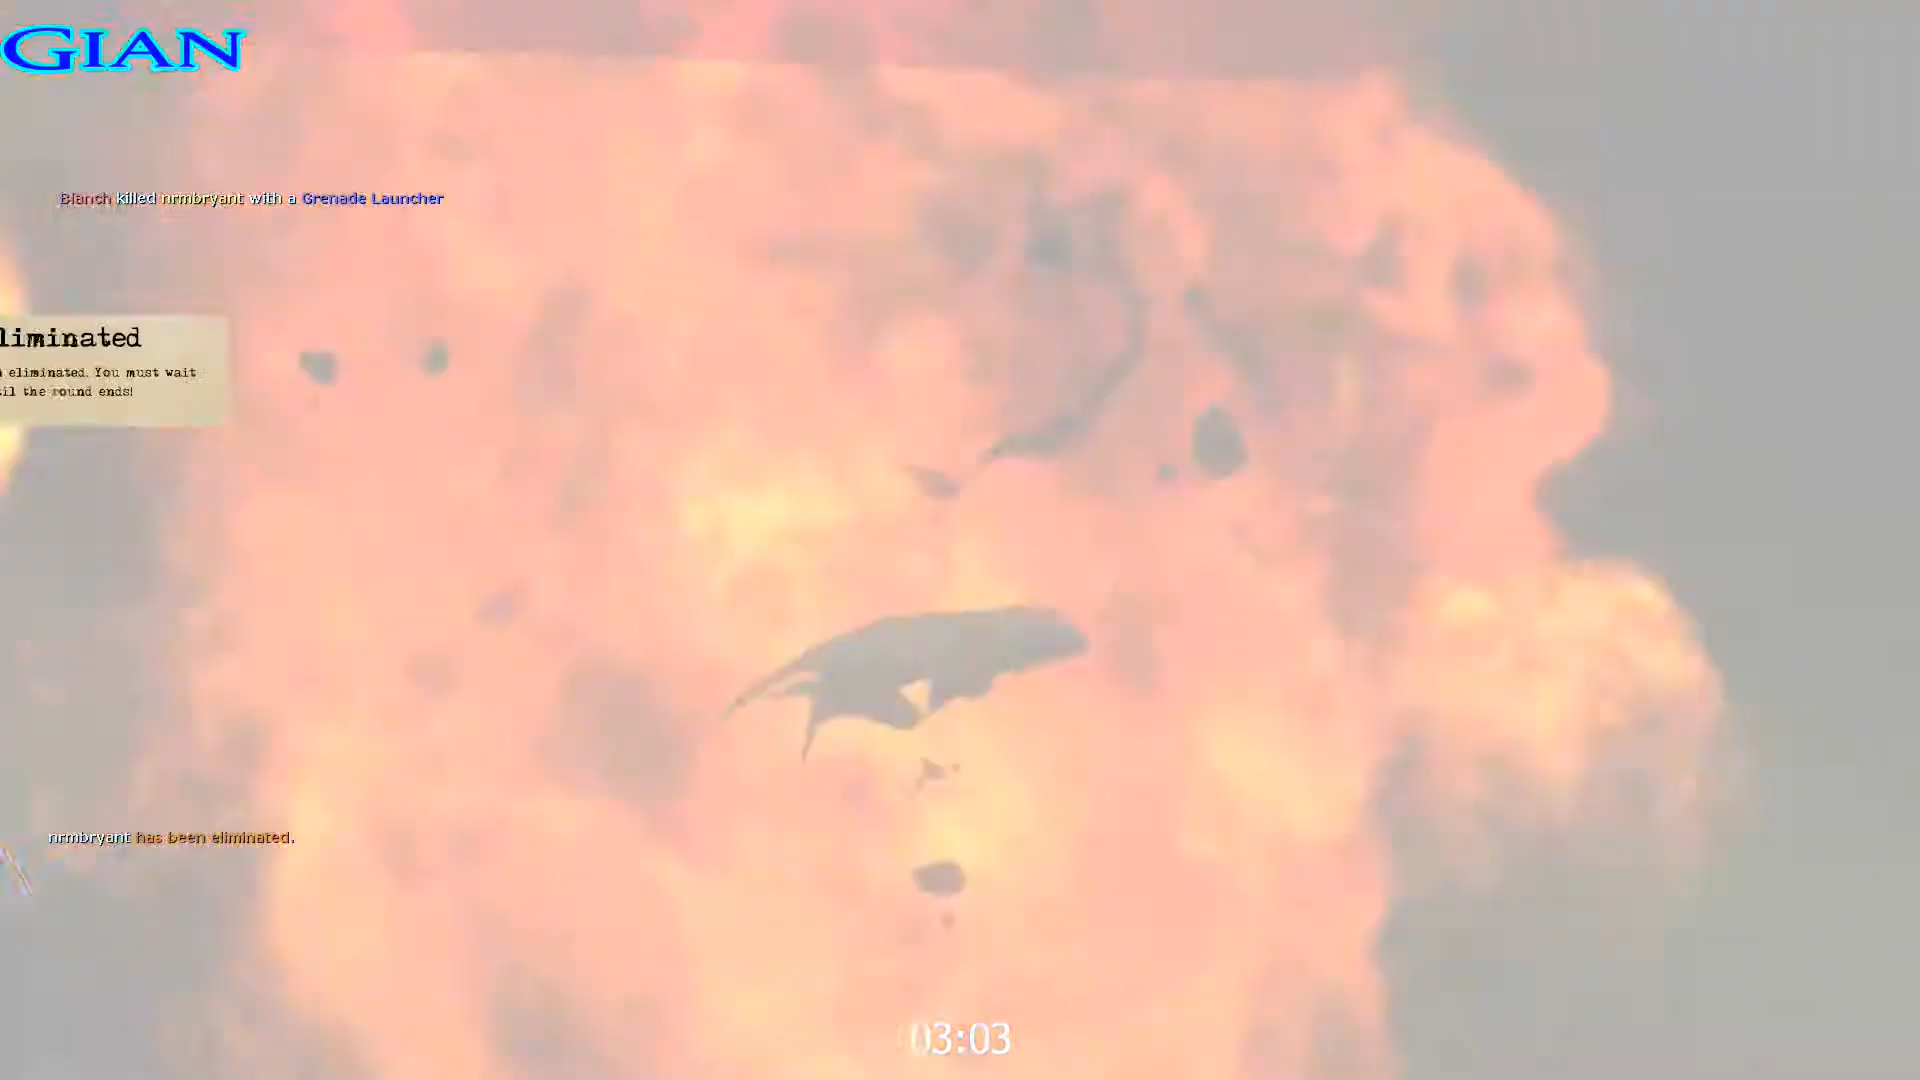 GIAN
Blanch killed nrmbryant with a Grenade Launcher
liminated
eliminated. You must wait
til the round ends!
nrmbryant has been eliminated.
03:03